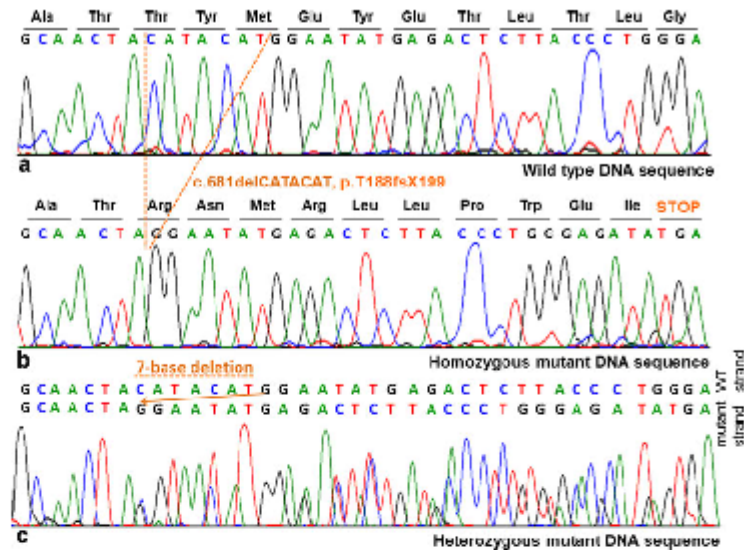 Ala Thr Thr Tyr Met Glu Tyr Glu Thr Leu Thr Leu Gly
G C A A C T A C A T A C A T G G A A T A T G A G A C T C T T A C C C T G G G A
a
Wild type DNA sequence
c.681delCATACAT, p.T188fsX199
Ala Thr Arg Asn Met Arg Leu Leu Pro Trp Glu Ile STOP
G C A A C T A G G A A T A T G A G A C T C T T A C C C T G G G A G A T A T G A
b
Homozygous mutant DNA sequence
7-base deletion
G C A A C T A C A T A C A T G G A A T A T G A G A C T C T T A C C C T G G G A
G C A A C T A G G A A T A T G A G A C T C T T A C C C T G G G A G A T A T G A
WT strand
mutant strand
c
Heterozygous mutant DNA sequence